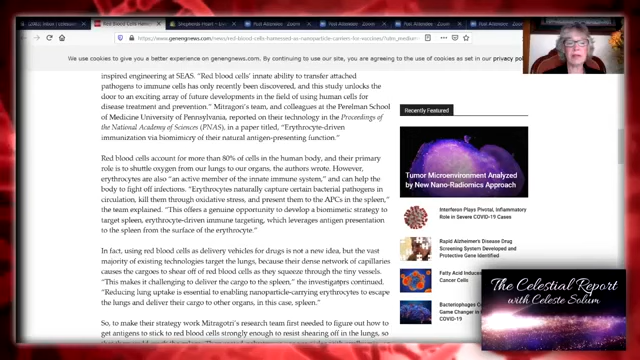 Red Blood Cells
Pod Attendee - Zoom
Pod Attendee - Zoom
Pod Attendee - Zoom
We use cookies to give you a better experience on genengnews.com. By continuing to use our site, you are agreeing to the use of cookies as set in our privacy
inspired engineering at SEAS. "Red blood cells' innate ability to transfer attached
pathogens to immune cells has only recently been discovered, and this study unlocks the
door to an exciting array of future developments in the field of using human cells for
disease treatment and prevention." Mitragotri's team, and colleagues at the Perelman School
of Medicine University of Pennsylvania, reported on their technology in the Proceedings of
the National Academy of Sciences (PNAS), in a paper titled, "Erythrocyte-driven
immunization via biomimicry of their natural antigen-presenting function."
Red blood cells account for more than 80% of cells in the human body, and their primary
role is to shuttle oxygen from our lungs to our organs, the authors wrote. However,
erythrocytes are also "an active member of the innate immune system," and can help the
body to fight off infections. "Erythrocytes naturally capture certain bacterial pathogens in
circulation, kill them through oxidative stress, and present them to the APCs in the spleen,"
the team explained. "This offers a genuine opportunity to develop a biomimetic strategy to
target spleen, erythrocyte-driven immune targeting, which leverages antigen presentation
to the spleen from the surface of the erythrocyte."
In fact, using red blood cells as delivery vehicles for drugs is not a new idea, but the vast
majority of existing technologies target the lungs, because their dense network of capillaries
causes the cargoes to shear off of red blood cells as they squeeze through the tiny vessels.
"This makes it challenging to deliver the cargo to the spleen," the investigators continued.
"Reducing lung uptake is essential to enabling nanoparticle-carrying erythrocytes to escape
the lungs and deliver their cargo to other organs, in this case, spleen."
So, to make their strategy work Mitragotri's research team first needed to figure out how to
get antigens to stick to red blood cells strongly enough to resist shearing off in the lungs, so
Recently Featured
Tumor Microenvironment Analyzed
by New Nano-Radiomics Approach
Interferon Plays Pivotal, Inflammatory
Role in Severe COVID-19 Cases
Rapid Alzheimer's Disease Drug
Screening System Developed and
Protective Gene Identified
Fatty Acid
Cancer Cells
Bacteriophages
Game Changer in
COVID-19
The Celestial Report
with Celeste Solum